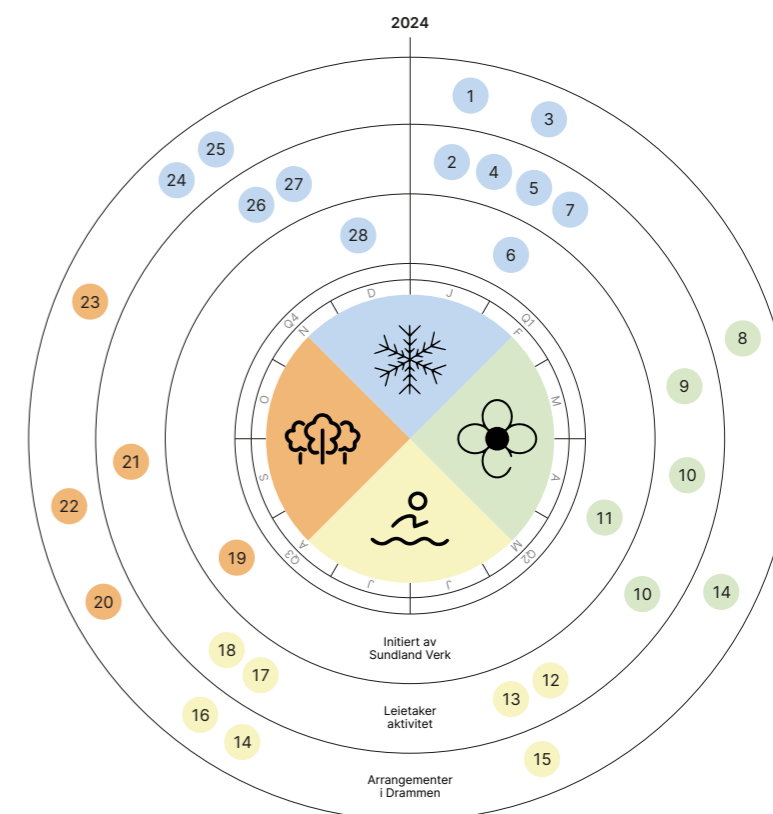 2024
1
3
25
24
2
4
5
7
27
26
28
6
23
8
9
10
21
22
11
19
20
10
14
18
17
12
13
16
14
15
Q4
Q1
Q2
Q3
J
F
M
A
M
J
J
A
S
O
N
D
Initiert av
Sundland Verk
Leietaker
aktivitet
Arrangementer
i Drammen